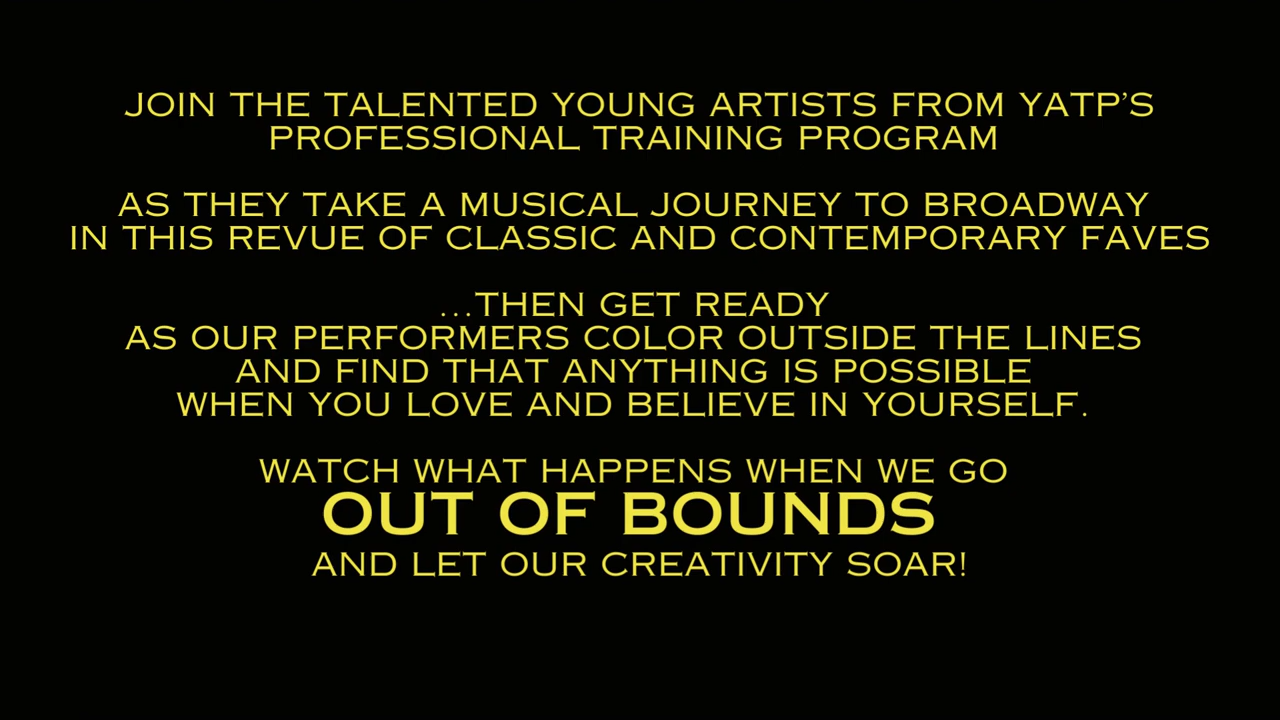 JOIN THE TALENTED YOUNG ARTISTS FROM YATP’S
PROFESSIONAL TRAINING PROGRAM
AS THEY TAKE A MUSICAL JOURNEY TO BROADWAY
IN THIS REVUE OF CLASSIC AND CONTEMPORARY FAVES
...THEN GET READY
AS OUR PERFORMERS COLOR OUTSIDE THE LINES
AND FIND THAT ANYTHING IS POSSIBLE
WHEN YOU LOVE AND BELIEVE IN YOURSELF.
WATCH WHAT HAPPENS WHEN WE GO
OUT OF BOUNDS
AND LET OUR CREATIVITY SOAR!